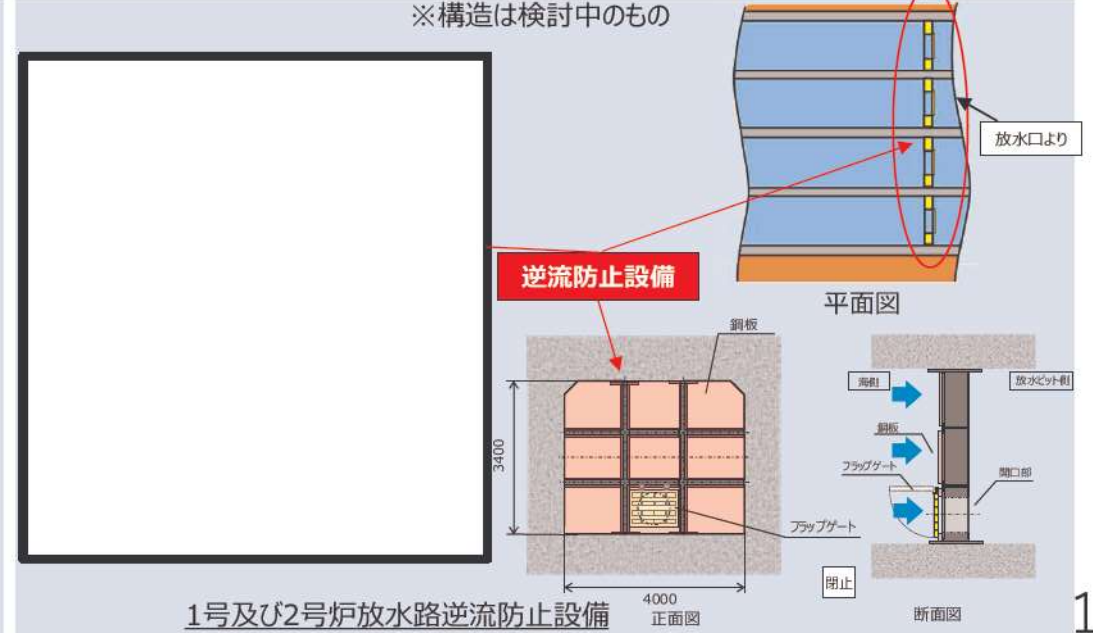 ※構造は検討中のもの
放水口より
逆流防止設備
平面図
鋼板
海側
放水ピット側
鋼板
フラップゲート
開口部
3400
フラップゲート
閉止
4000
1号及び2号炉放水路逆流防止設備
正面図
断面図
1